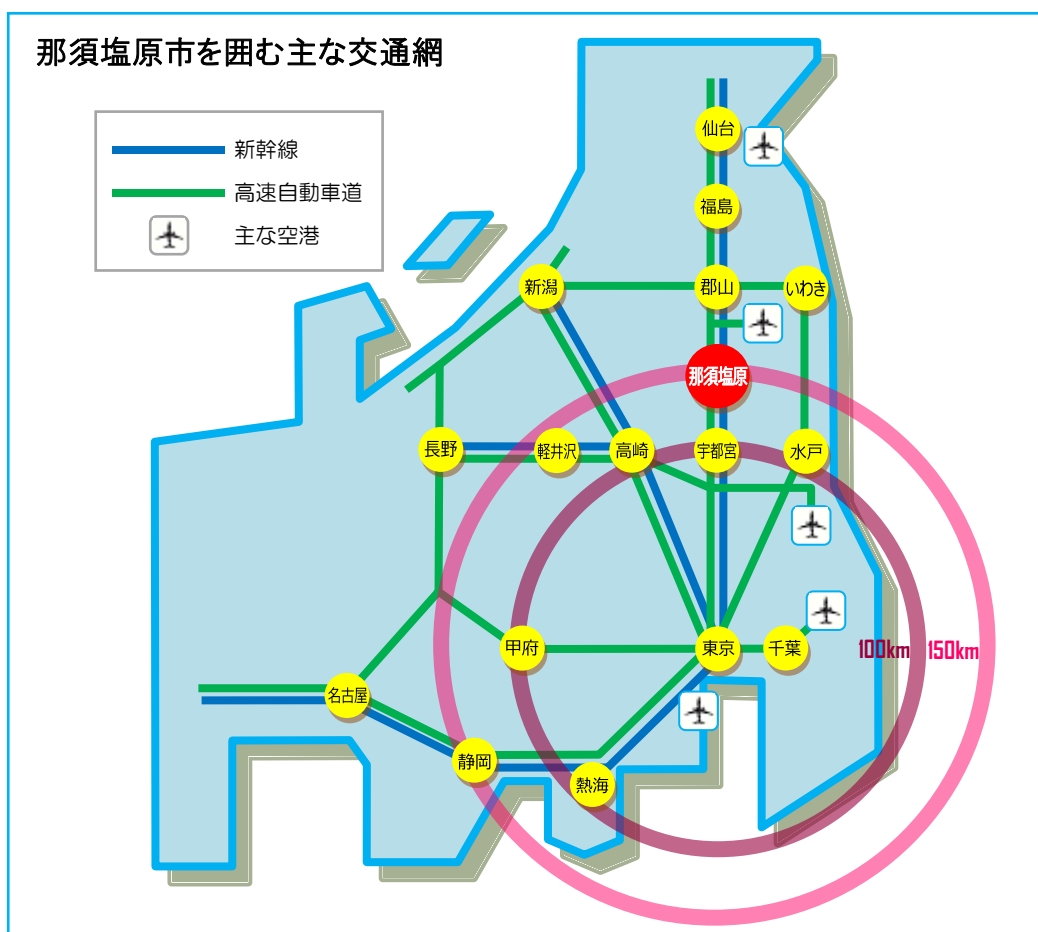 那須塩原市を囲む主な交通網
新幹線
高速自動車道
主な空港
仙台
福島
新潟
郡山
いわき
那須塩原
長野
軽井沢
高崎
宇都宮
水戸
甲府
東京
千葉
100km
150km
名古屋
静岡
熱海